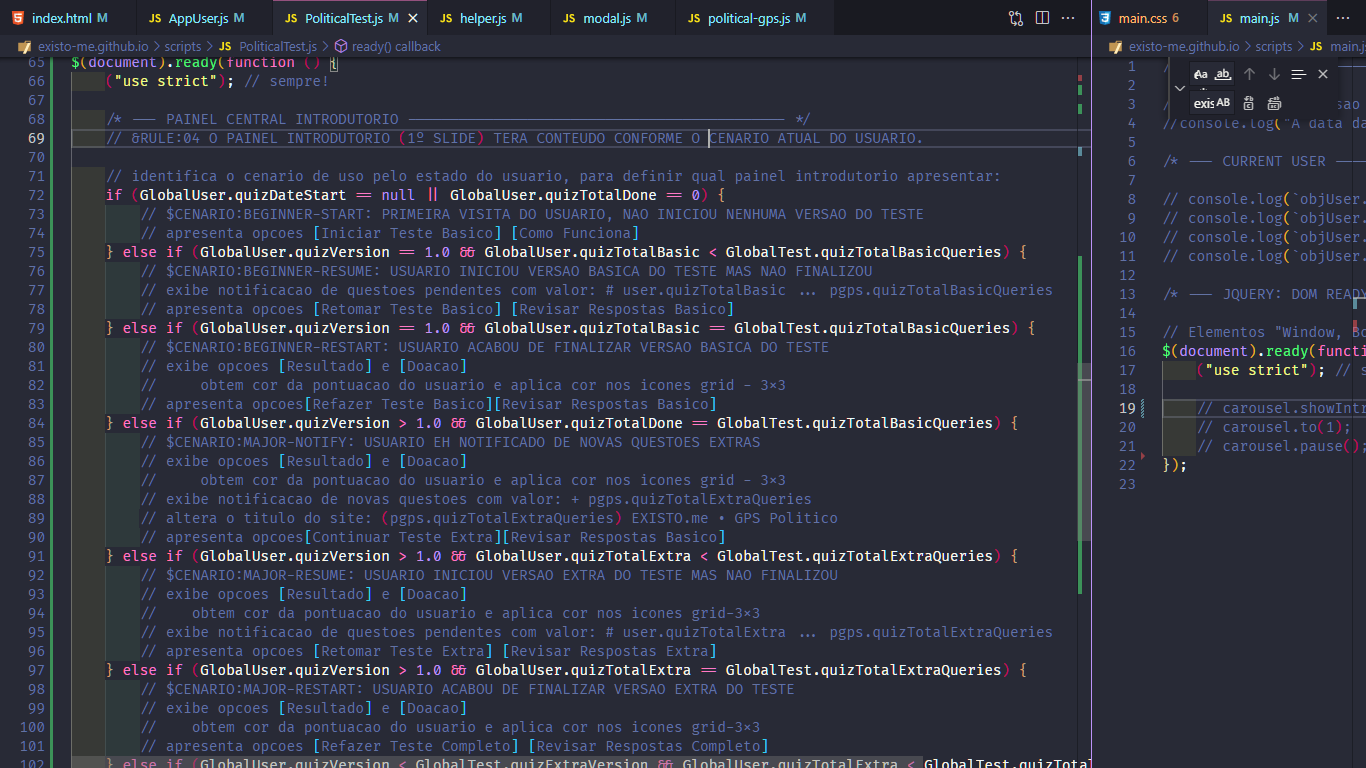 index.html M JS AppUser.js M JS PoliticalTest.js M × JS helper.js M JS modal.js M JS political-gps.js M ···
existo-me.github.io > scripts > JS PoliticalTest.js > ready() callback
65 $(document).ready(function () {
66 ("use strict"); // sempre!
67
68 /* --- PAINEL CENTRAL INTRODUTORIO -------------------------------------------- */
69 // &RULE:04 O PAINEL INTRODUTORIO (1º SLIDE) TERA CONTEUDO CONFORME O CENARIO ATUAL DO USUARIO.
70
71 // identifica o cenario de uso pelo estado do usuario, para definir qual painel introdutorio apresentar:
72 if (GlobalUser.quizDateStart == null || GlobalUser.quizTotalDone == 0) {
73 // $CENARIO:BEGINNER-START: PRIMEIRA VISITA DO USUARIO, NAO INICIOU NENHUMA VERSAO DO TESTE
74 // apresenta opcoes [Iniciar Teste Basico] [Como Funciona]
75 } else if (GlobalUser.quizVersion == 1.0 && GlobalUser.quizTotalBasic < GlobalTest.quizTotalBasicQueries) {
76 // $CENARIO:BEGINNER-RESUME: USUARIO INICIOU VERSAO BASICA DO TESTE MAS NAO FINALIZOU
77 // exibe notificacao de questoes pendentes com valor: # user.quizTotalBasic ... pgps.quizTotalBasicQueries
78 // apresenta opcoes [Retomar Teste Basico] [Revisar Respostas Basico]
79 } else if (GlobalUser.quizVersion == 1.0 && GlobalUser.quizTotalBasic == GlobalTest.quizTotalBasicQueries) {
80 // $CENARIO:BEGINNER-RESTART: USUARIO ACABOU DE FINALIZAR VERSAO BASICA DO TESTE
81 // exibe opcoes [Resultado] e [Doacao]
82 // obtem cor da pontuacao do usuario e aplica cor nos icones grid - 3×3
83 // apresenta opcoes[Refazer Teste Basico][Revisar Respostas Basico]
84 } else if (GlobalUser.quizVersion > 1.0 && GlobalUser.quizTotalDone == GlobalTest.quizTotalBasicQueries) {
85 // $CENARIO:MAJOR-NOTIFY: USUARIO EH NOTIFICADO DE NOVAS QUESTOES EXTRAS
86 // exibe opcoes [Resultado] e [Doacao]
87 // obtem cor da pontuacao do usuario e aplica cor nos icones grid - 3×3
88 // exibe notificacao de novas questoes com valor: + pgps.quizTotalExtraQueries
89 // altera o titulo do site: (pgps.quizTotalExtraQueries) EXISTO.me • GPS Politico
90 // apresenta opcoes[Continuar Teste Extra][Revisar Respostas Basico]
91 } else if (GlobalUser.quizVersion > 1.0 && GlobalUser.quizTotalExtra < GlobalTest.quizTotalExtraQueries) {
92 // $CENARIO:MAJOR-RESUME: USUARIO INICIOU VERSAO EXTRA DO TESTE MAS NAO FINALIZOU
93 // exibe opcoes [Resultado] e [Doacao]
94 // obtem cor da pontuacao do usuario e aplica cor nos icones grid-3×3
95 // exibe notificacao de questoes pendentes com valor: # user.quizTotalExtra ... pgps.quizTotalExtraQueries
96 // apresenta opcoes [Retomar Teste Extra] [Revisar Respostas Extra]
97 } else if (GlobalUser.quizVersion > 1.0 && GlobalUser.quizTotalExtra == GlobalTest.quizTotalExtraQueries) {
98 // $CENARIO:MAJOR-RESTART: USUARIO ACABOU DE FINALIZAR VERSAO EXTRA DO TESTE
99 // exibe opcoes [Resultado] e [Doacao]
100 // obtem cor da pontuacao do usuario e aplica cor nos icones grid-3×3
101 // apresenta opcoes [Refazer Teste Completo] [Revisar Respostas Completo]
102 } else if (GlobalUser.quizVersion < GlobalTest.quizExtraVersion && GlobalUser.quizTotalExtra < GlobalTest.quizTotal
main.css 6 JS main.js M × ···
existo-me.github.io > scripts > JS main.js
Aa ab
exis AB
1 /
2
3 / sao
4 //console.log("A data da
5
6 /* --- CURRENT USER ----
7
8 // console.log(`objUser.
9 // console.log(`objUser.
10 // console.log(`objUser.
11 // console.log(`objUser.
12
13 /* --- JQUERY: DOM READY
14
15 // Elementos "Window, Bo
16 $(document).ready(functi
17 ("use strict"); // s
18
19 // carousel.showIntr
20 // carousel.to(1);
21 // carousel.pause();
22 });
23